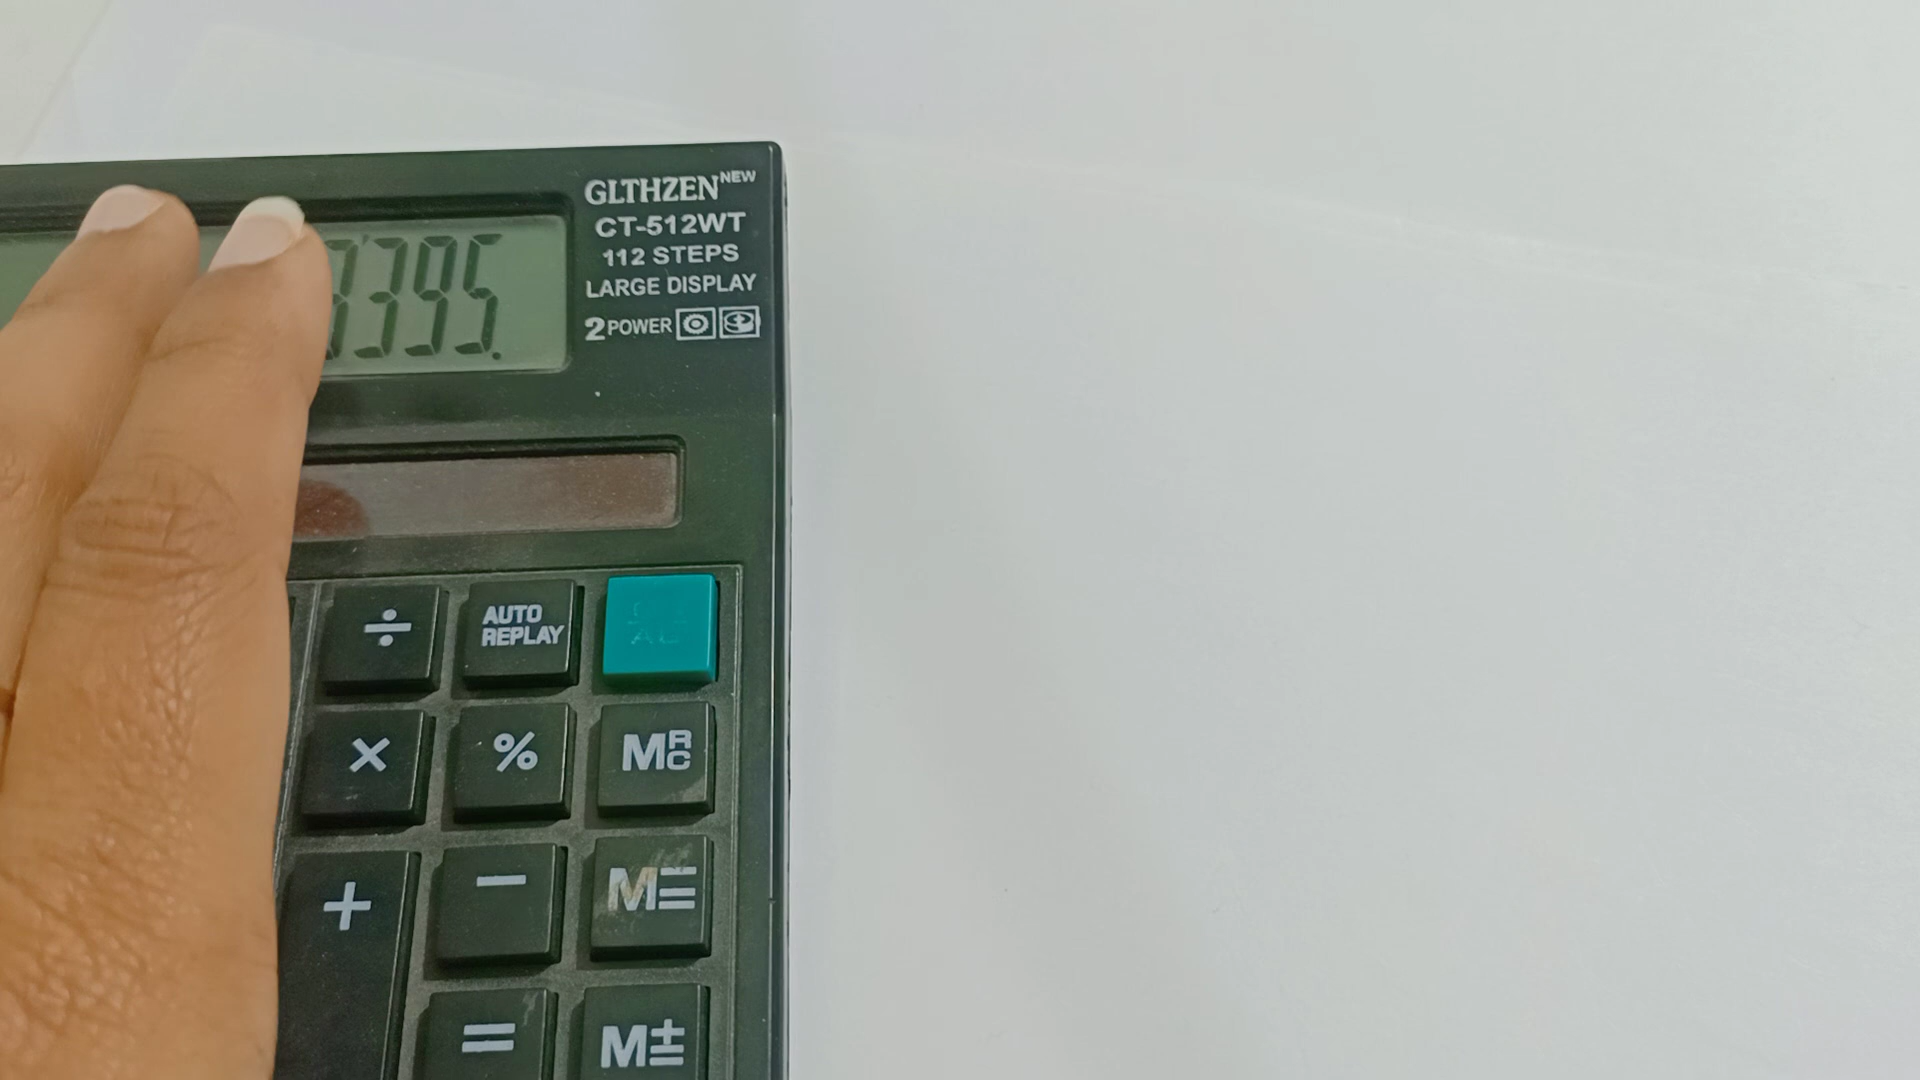 395.
GLTHZEN NEW
CT-512WT
112 STEPS
LARGE DISPLAY
2 POWER
÷ AUTO REPLAY
× % MRC
+ − M=
= M±